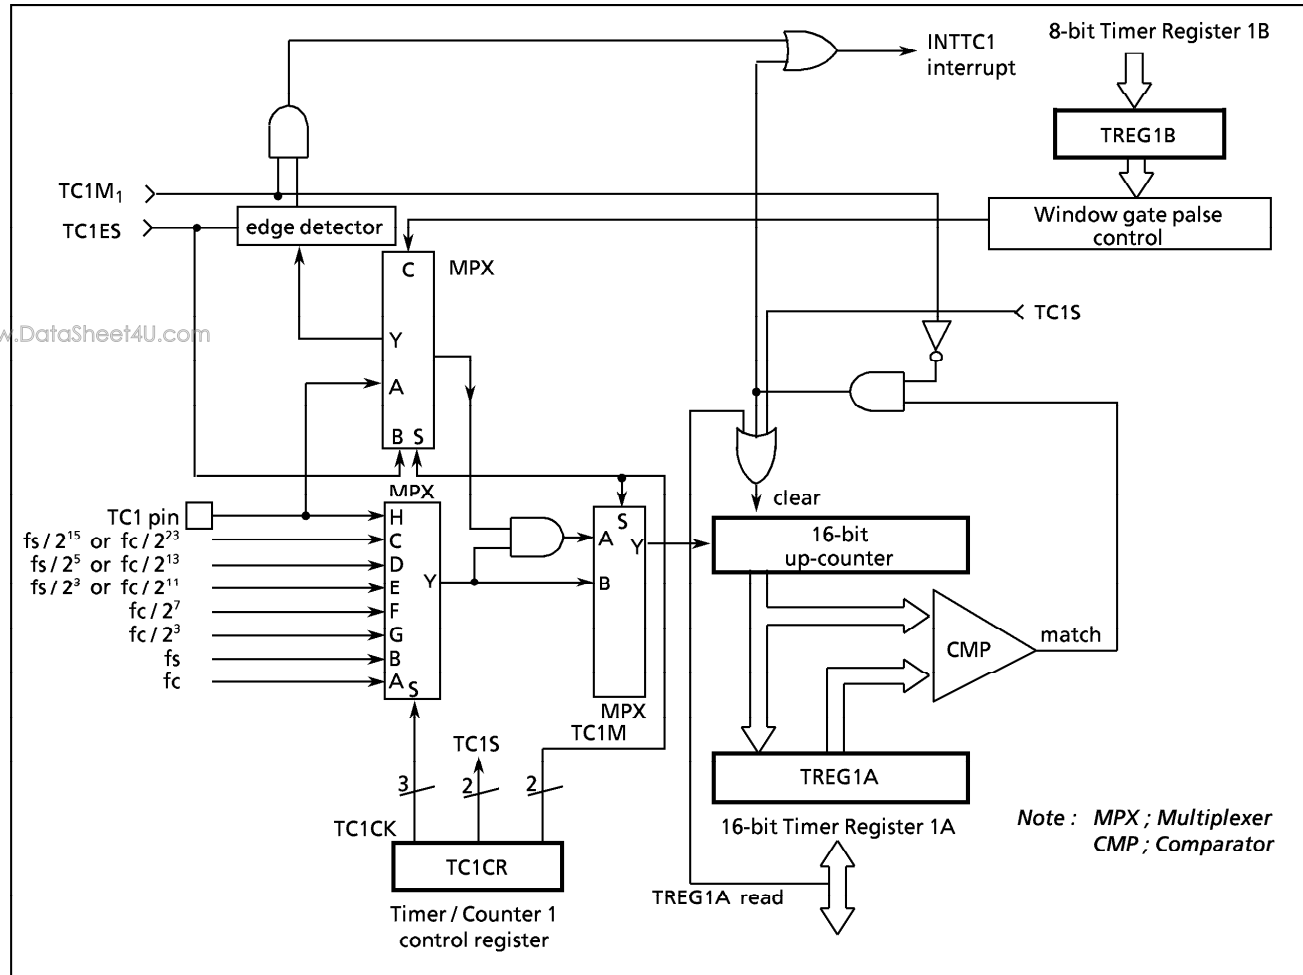 INTTC1
interrupt
8-bit Timer Register 1B
TREG1B
TC1M1
TC1ES
edge detector
Window gate palse
control
C
MPX
TC1S
w.DataSheet4U.com
Y
A
B S
clear
MPX
TC1 pin
H
S
16-bit
up-counter
fs / 2¹⁵ or fc / 2²³
C
A
Y
fs / 2⁵ or fc / 2¹³
D
fs / 2³ or fc / 2¹¹
E
Y
B
fc / 2⁷
F
fc / 2³
G
fs
B
fc
A S
CMP
match
MPX
TC1M
TC1S
TREG1A
3
2
2
16-bit Timer Register 1A
Note : MPX ; Multiplexer
CMP ; Comparator
TC1CK
TC1CR
TREG1A read
Timer / Counter 1
control register